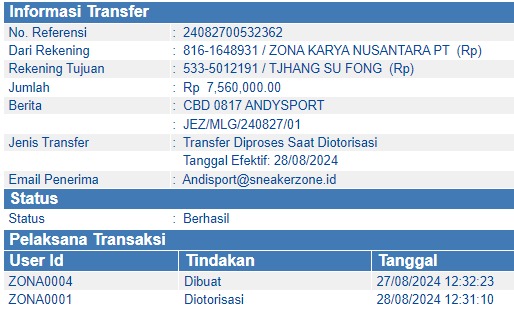 Informasi Transfer
No. Referensi : 24082700532362
Dari Rekening : 816-1648931 / ZONA KARYA NUSANTARA PT (Rp)
Rekening Tujuan : 533-5012191 / TJHANG SU FONG (Rp)
Jumlah : Rp 7,560,000.00
Berita : CBD 0817 ANDYSPORT
: JEZ/MLG/240827/01
Jenis Transfer : Transfer Diproses Saat Diotorisasi
Tanggal Efektif: 28/08/2024
Email Penerima : Andisport@sneakerzone.id
Status
Status : Berhasil
Pelaksana Transaksi
User Id Tindakan Tanggal
ZONA0004 Dibuat 27/08/2024 12:32:23
ZONA0001 Diotorisasi 28/08/2024 12:31:10